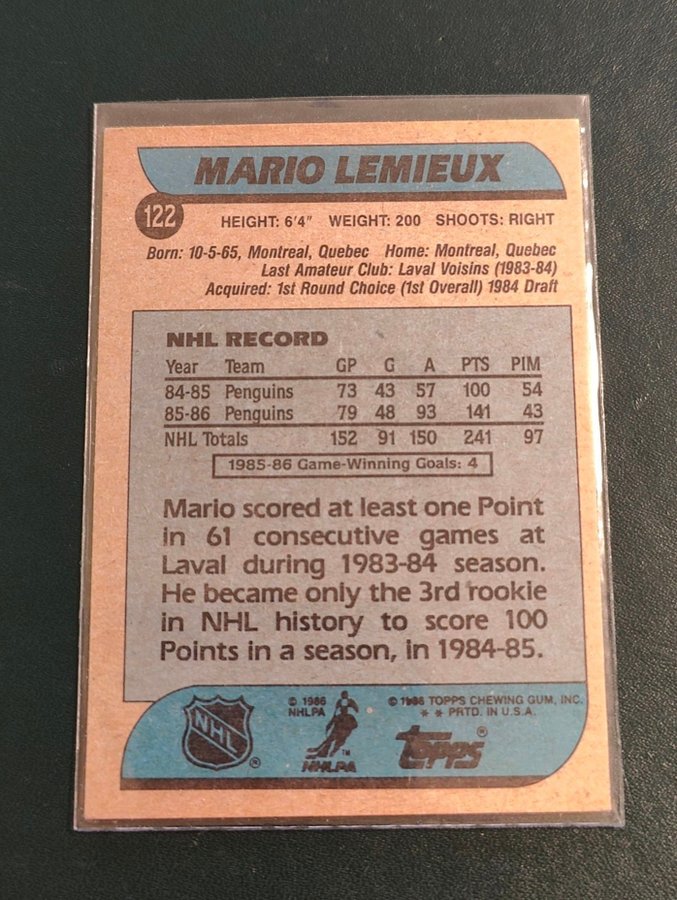 MARIO LEMIEUX
122
HEIGHT: 6'4" WEIGHT: 200 SHOOTS: RIGHT
Born: 10-5-65, Montreal, Quebec Home: Montreal, Quebec
Last Amateur Club: Laval Voisins (1983-84)
Acquired: 1st Round Choice (1st Overall) 1984 Draft
NHL RECORD
Year Team GP G A PTS PIM
84-85 Penguins 73 43 57 100 54
85-86 Penguins 79 48 93 141 43
NHL Totals 152 91 150 241 97
1985-86 Game-Winning Goals: 4
Mario scored at least one Point
in 61 consecutive games at
Laval during 1983-84 season.
He became only the 3rd rookie
in NHL history to score 100
Points in a season, in 1984-85.
NHL ®
© 1986
NHLPA
™
NHLPA
© 1986 TOPPS CHEWING GUM, INC.
* * PRTD. IN U.S.A.
TOPPS ®